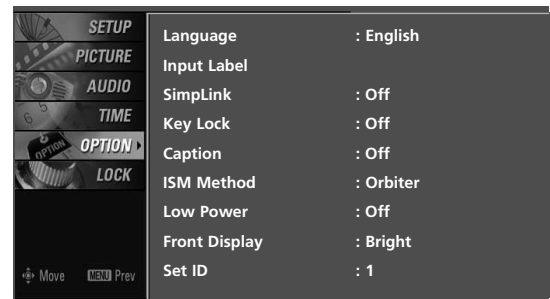 SETUP
PICTURE
AUDIO
TIME
OPTION
LOCK
Move MENU Prev
Language : English
Input Label
SimpLink : Off
Key Lock : Off
Caption : Off
ISM Method : Orbiter
Low Power : Off
Front Display : Bright
Set ID : 1